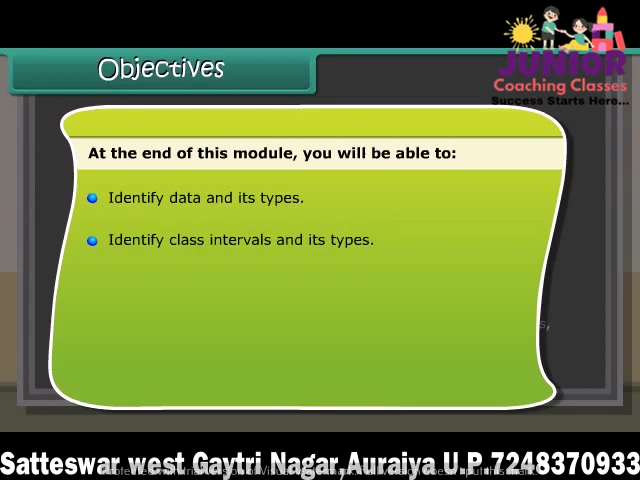 Objectives
JUNIOR
Coaching Classes
Success Starts Here...
At the end of this module, you will be able to:
Identify data and its types.
Identify class intervals and its types.
s,
Satteswar west Gaytri Nagar Auraiya U.P. 7248370933